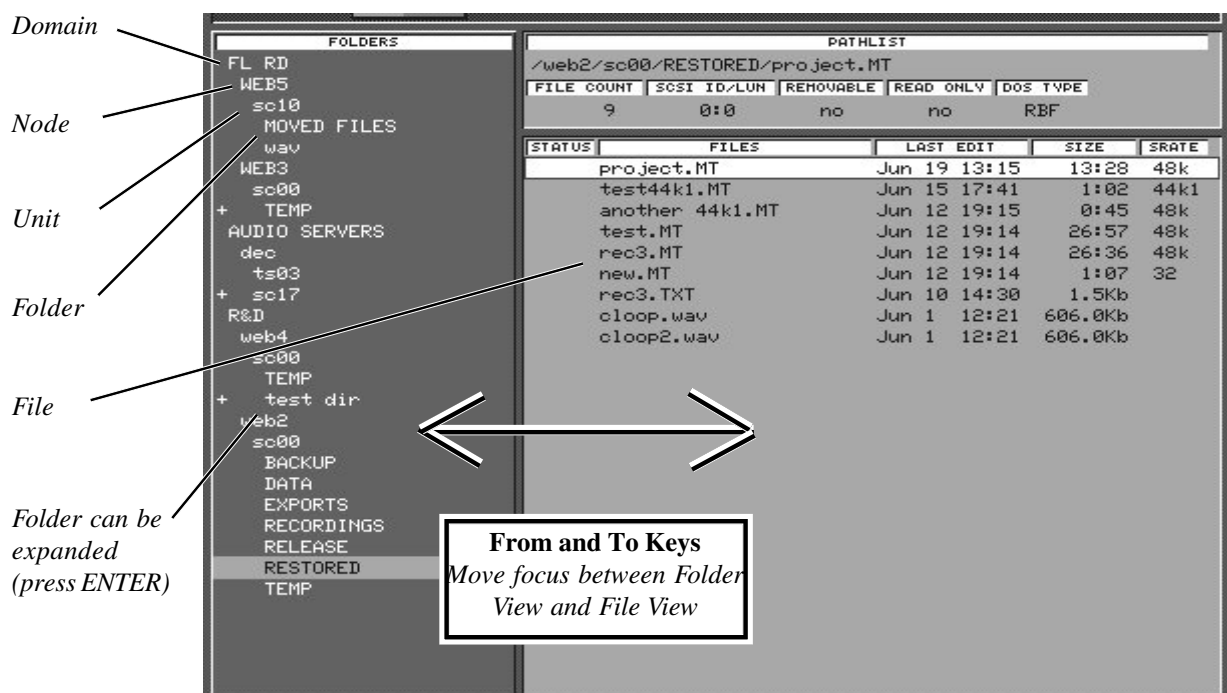 Domain
Node
Unit
Folder
File
Folder can be
expanded
(press ENTER)
FOLDERS
FL RD
WEB5
sc10
MOVED FILES
wav
WEB3
sc00
+ TEMP
AUDIO SERVERS
dec
ts03
+ sc17
R&D
web4
sc00
TEMP
+ test dir
web2
sc00
BACKUP
DATA
EXPORTS
RECORDINGS
RELEASE
RESTORED
TEMP
PATHLIST
/web2/sc00/RESTORED/project.MT
FILE COUNT SCSI ID/LUN REMOVABLE READ ONLY DOS TYPE
9 0:0 no no RBF
STATUS FILES LAST EDIT SIZE SRATE
project.MT Jun 19 13:15 13:28 48k
test44k1.MT Jun 15 17:41 1:02 44k1
another 44k1.MT Jun 12 19:15 0:45 48k
test.MT Jun 12 19:14 26:57 48k
rec3.MT Jun 12 19:14 26:36 48k
new.MT Jun 12 19:14 1:07 32
rec3.TXT Jun 10 14:30 1.5Kb
cloop.wav Jun 1 12:21 606.0Kb
cloop2.wav Jun 1 12:21 606.0Kb
From and To Keys
Move focus between Folder
View and File View